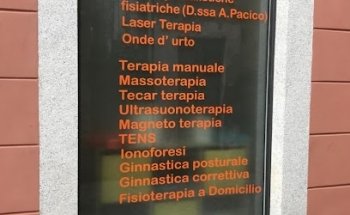 fisiatriche (D.ssa A.Pacico)
Laser Terapia
Onde d' urto
Terapia manuale
Massoterapia
Tecar terapia
Ultrasuonoterapia
Magneto terapia
TENS
Ionoforesi
Ginnastica posturale
Ginnastica correttiva
Fisioterapia a Domicilio